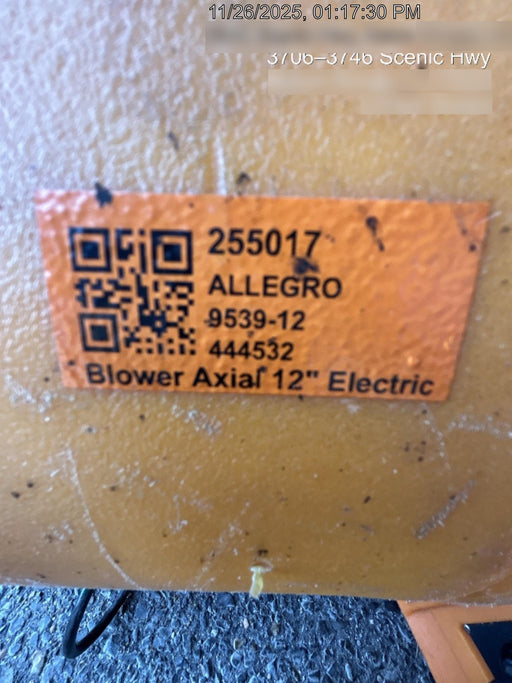 11/26/2025, 01:17:30 PM
3706–3746 Scenic Hwy
255017
ALLEGRO
9539-12
444532
Blower Axial 12" Electric